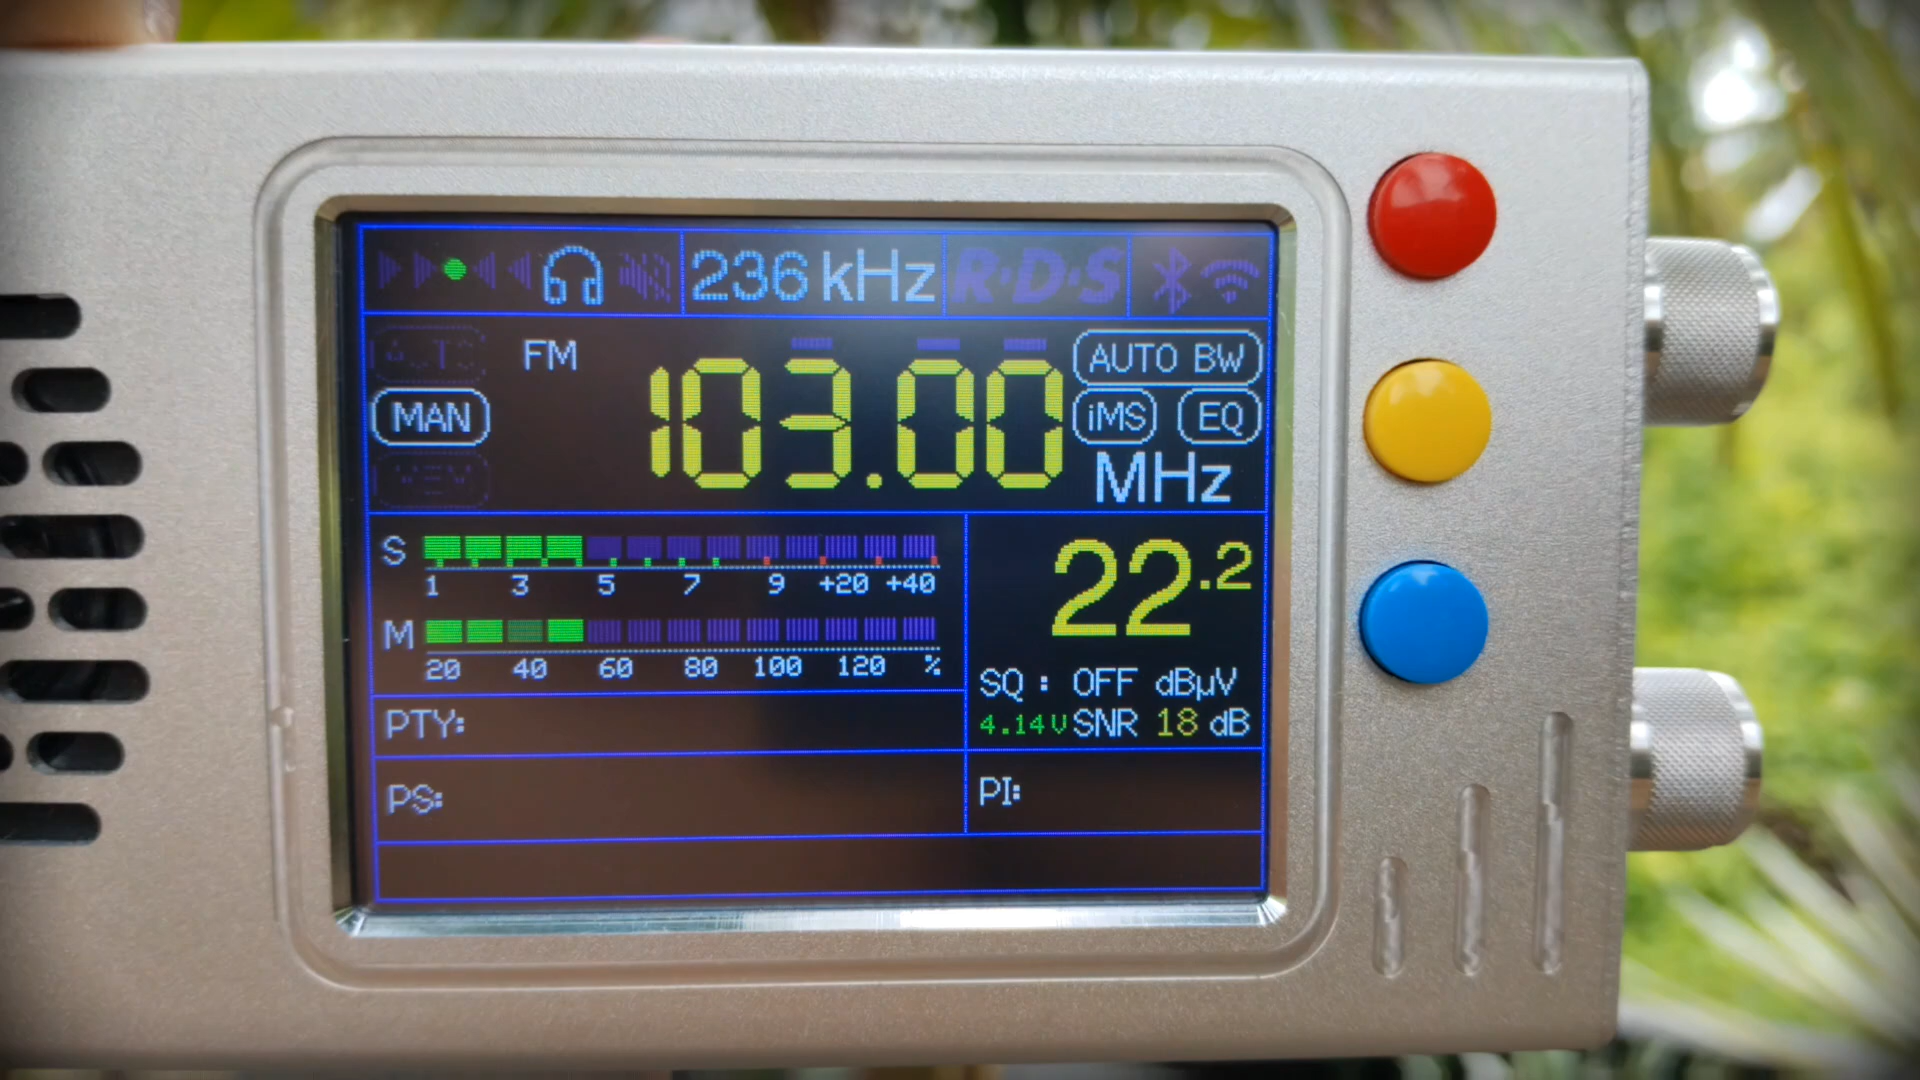 236 kHz R·D·S
AUTO
FM 103.00 MHz
AUTO BW
MAN
iMS EQ
S
1 3 5 7 9 +20 +40
M
20 40 60 80 100 120 %
22.2
SQ : OFF dBµV
4.14V SNR 18 dB
PTY:
PS:
PI: